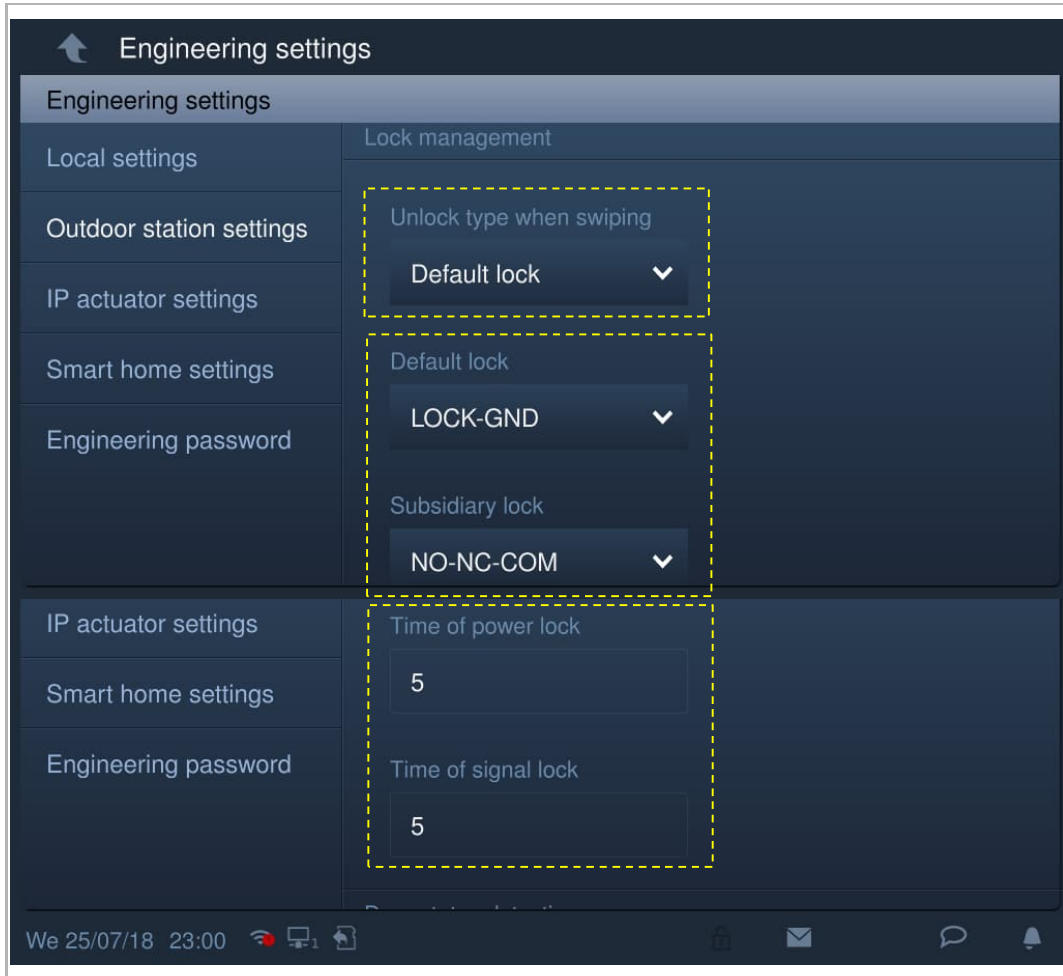 Engineering settings
Engineering settings
Local settings
Outdoor station settings
IP actuator settings
Smart home settings
Engineering password
Lock management
Unlock type when swiping
Default lock
Default lock
LOCK-GND
Subsidiary lock
NO-NC-COM
IP actuator settings
Smart home settings
Engineering password
Time of power lock
5
Time of signal lock
5
We 25/07/18 23:00 1